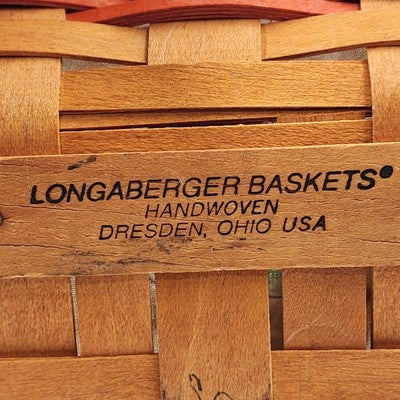 LONGABERGER BASKETS®
HANDWOVEN
DRESDEN, OHIO USA